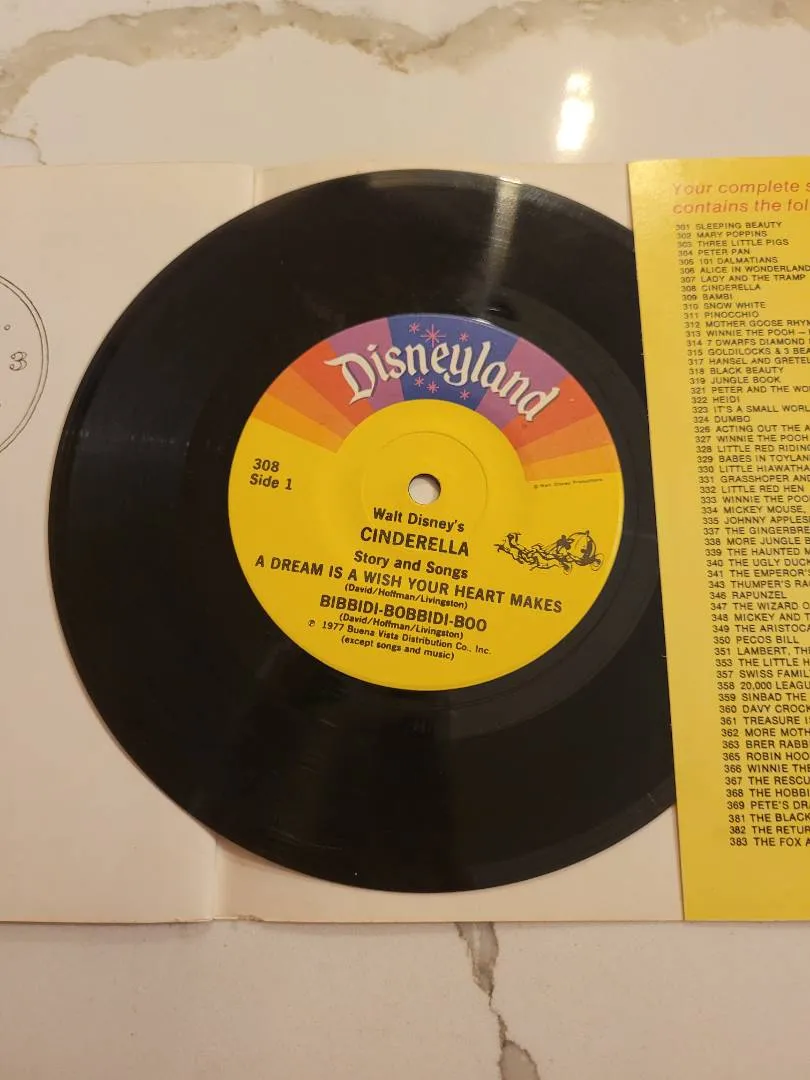 3
Disneyland
308
Side 1
© Walt Disney Productions
Walt Disney's
CINDERELLA
Story and Songs
A DREAM IS A WISH YOUR HEART MAKES
(David/Hoffman/Livingston)
BIBBIDI-BOBBIDI-BOO
(David/Hoffman/Livingston)
℗ 1977 Buena Vista Distribution Co., Inc.
(except songs and music)
Your complete s
contains the fol
301 SLEEPING BEAUTY
302 MARY POPPINS
303 THREE LITTLE PIGS
304 PETER PAN
305 101 DALMATIANS
306 ALICE IN WONDERLAND
307 LADY AND THE TRAMP
308 CINDERELLA
309 BAMBI
310 SNOW WHITE
311 PINOCCHIO
312 MOTHER GOOSE RHYM
313 WINNIE THE POOH –
314 7 DWARFS DIAMOND
315 GOLDILOCKS & 3 BEA
317 HANSEL AND GRETEL
318 BLACK BEAUTY
319 JUNGLE BOOK
321 PETER AND THE WO
322 HEIDI
323 IT'S A SMALL WORL
324 DUMBO
326 ACTING OUT THE A
327 WINNIE THE POOH
328 LITTLE RED RIDING
329 BABES IN TOYLAN
330 LITTLE HIAWATHA
331 GRASSHOPER AND
332 LITTLE RED HEN
333 WINNIE THE POO
334 MICKEY MOUSE,
335 JOHNNY APPLES
337 THE GINGERBRE
338 MORE JUNGLE B
339 THE HAUNTED M
340 THE UGLY DUCK
341 THE EMPEROR'S
343 THUMPER'S RA
346 RAPUNZEL
347 THE WIZARD O
348 MICKEY AND T
349 THE ARISTOCA
350 PECOS BILL
351 LAMBERT, THE
353 THE LITTLE H
357 SWISS FAMIL
358 20,000 LEAGU
359 SINBAD THE
360 DAVY CROCK
361 TREASURE I
362 MORE MOTH
363 BRER RABB
365 ROBIN HOO
366 WINNIE THE
367 THE RESCU
368 THE HOBBI
369 PETE'S DRA
381 THE BLACK
382 THE RETUR
383 THE FOX A